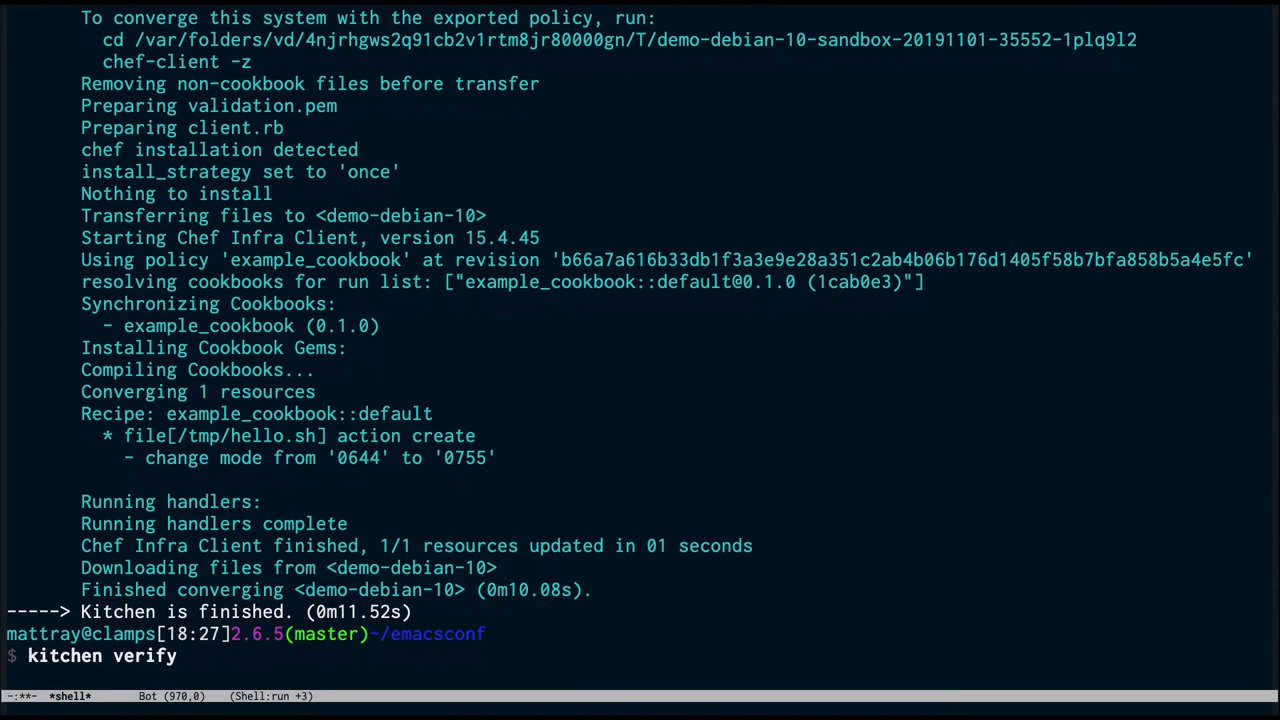 To converge this system with the exported policy, run:
cd /var/folders/vd/4njrhgws2q91cb2v1rtm8jr80000gn/T/demo-debian-10-sandbox-20191101-35552-1plq9l2
chef-client -z
Removing non-cookbook files before transfer
Preparing validation.pem
Preparing client.rb
chef installation detected
install_strategy set to 'once'
Nothing to install
Transferring files to <demo-debian-10>
Starting Chef Infra Client, version 15.4.45
Using policy 'example_cookbook' at revision 'b66a7a616b33db1f3a3e9e28a351c2ab4b06b176d1405f58b7bfa858b5a4e5fc'
resolving cookbooks for run list: ["example_cookbook::default@0.1.0 (1cab0e3)"]
Synchronizing Cookbooks:
- example_cookbook (0.1.0)
Installing Cookbook Gems:
Compiling Cookbooks...
Converging 1 resources
Recipe: example_cookbook::default
* file[/tmp/hello.sh] action create
- change mode from '0644' to '0755'
Running handlers:
Running handlers complete
Chef Infra Client finished, 1/1 resources updated in 01 seconds
Downloading files from <demo-debian-10>
Finished converging <demo-debian-10> (0m10.08s).
-----> Kitchen is finished. (0m11.52s)
mattray@clamps[18:27]2.6.5(master)~/emacsconf
$ kitchen verify
-:**- *shell* Bot (970,0) (Shell:run +3)